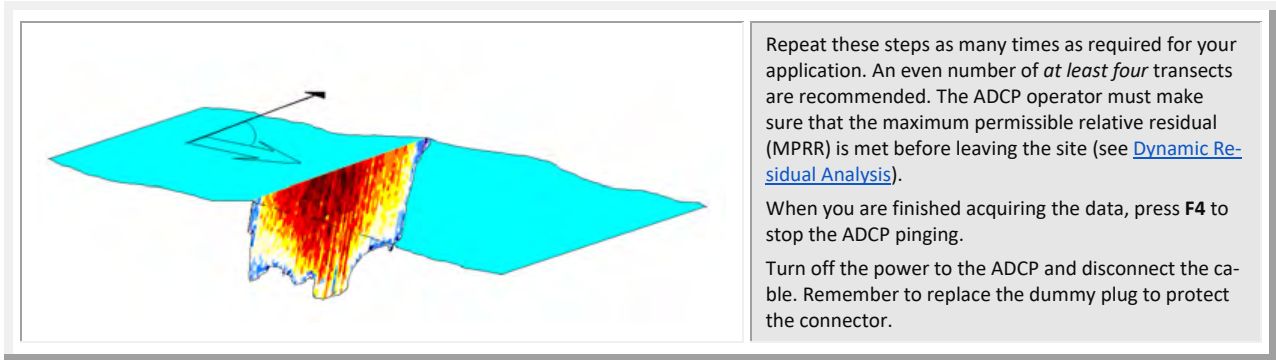 Repeat these steps as many times as required for your
application. An even number of at least four transects
are recommended. The ADCP operator must make
sure that the maximum permissible relative residual
(MPRR) is met before leaving the site (see Dynamic Re-
sidual Analysis).
When you are finished acquiring the data, press F4 to
stop the ADCP pinging.
Turn off the power to the ADCP and disconnect the ca-
ble. Remember to replace the dummy plug to protect
the connector.